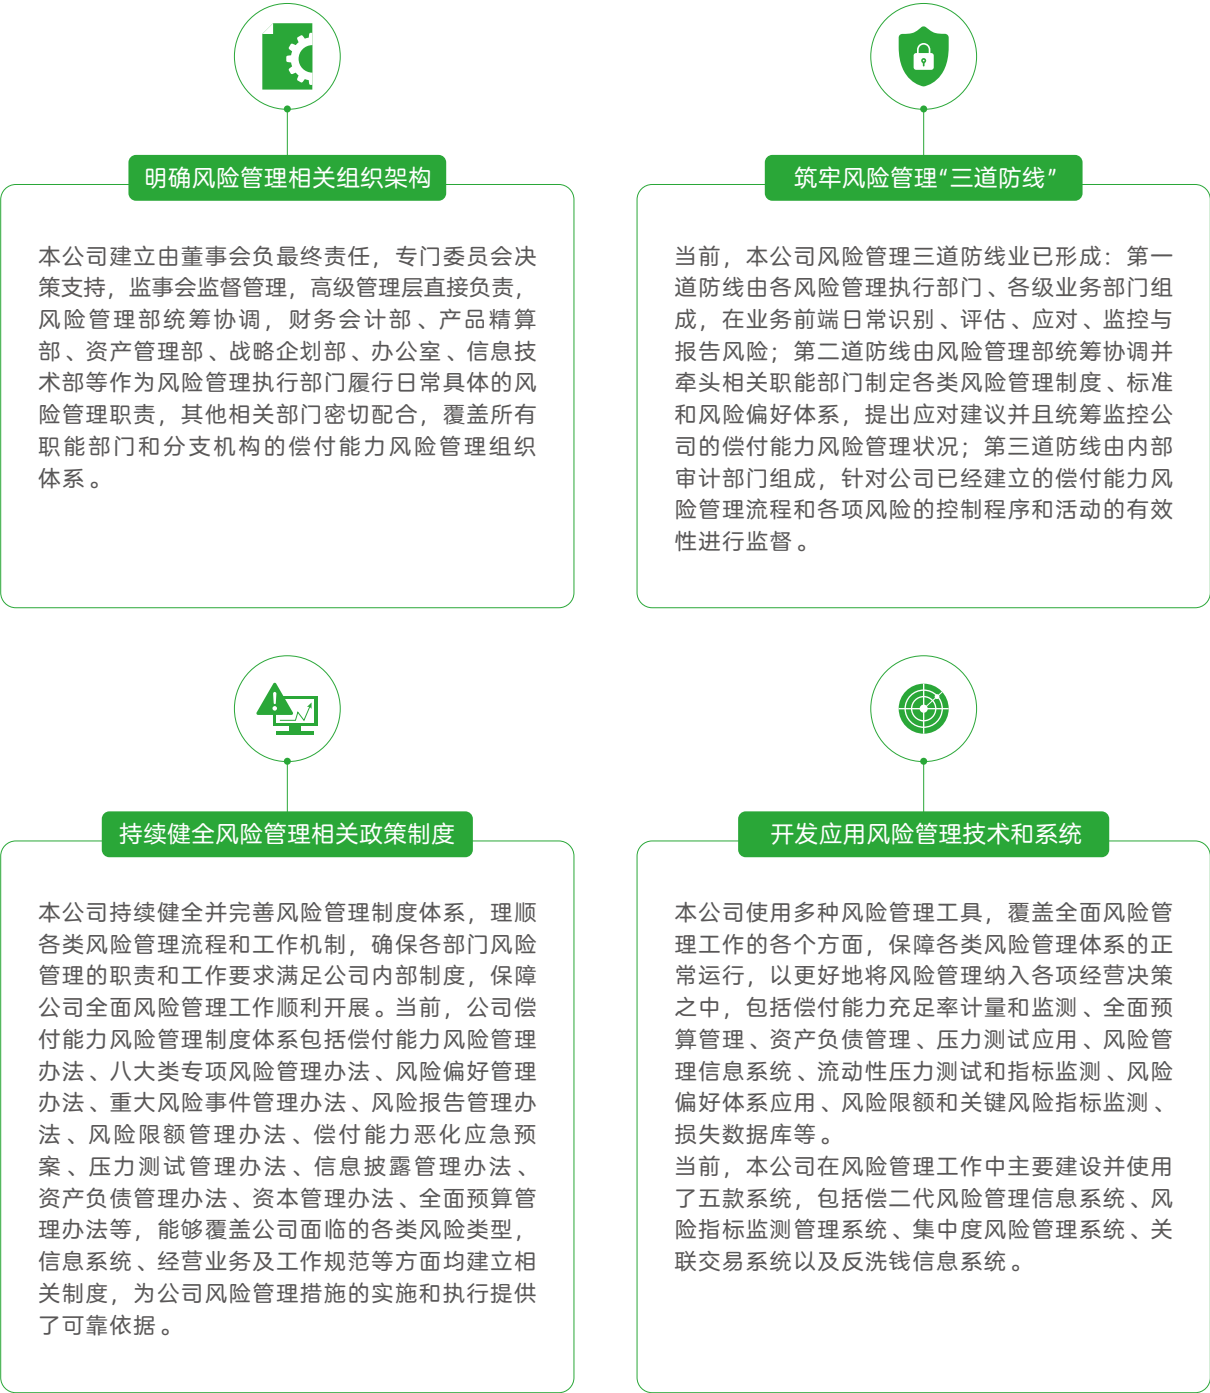 明确风险管理相关组织架构
本公司建立由董事会负最终责任，专门委员会决
策支持，监事会监督管理，高级管理层直接负责，
风险管理部统筹协调，财务会计部、产品精算
部、资产管理部、战略企划部、办公室、信息技
术部等作为风险管理执行部门履行日常具体的风
险管理职责，其他相关部门密切配合，覆盖所有
职能部门和分支机构的偿付能力风险管理组织
体系。
筑牢风险管理“三道防线”
当前，本公司风险管理三道防线业已形成：第一
道防线由各风险管理执行部门、各级业务部门组
成，在业务前端日常识别、评估、应对、监控与
报告风险；第二道防线由风险管理部统筹协调并
牵头相关职能部门制定各类风险管理制度、标准
和风险偏好体系，提出应对建议并且统筹监控公
司的偿付能力风险管理状况；第三道防线由内部
审计部门组成，针对公司已经建立的偿付能力风
险管理流程和各项风险的控制程序和活动的有效
性进行监督。
持续健全风险管理相关政策制度
本公司持续健全并完善风险管理制度体系，理顺
各类风险管理流程和工作机制，确保各部门风险
管理的职责和工作要求满足公司内部制度，保障
公司全面风险管理工作顺利开展。当前，公司偿
付能力风险管理制度体系包括偿付能力风险管理
办法、八大类专项风险管理办法、风险偏好管理
办法、重大风险事件管理办法、风险报告管理办
法、风险限额管理办法、偿付能力恶化应急预
案、压力测试管理办法、信息披露管理办法、
资产负债管理办法、资本管理办法、全面预算管
理办法等，能够覆盖公司面临的各类风险类型，
信息系统、经营业务及工作规范等方面均建立相
关制度，为公司风险管理措施的实施和执行提供
了可靠依据。
开发应用风险管理技术和系统
本公司使用多种风险管理工具，覆盖全面风险管
理工作的各个方面，保障各类风险管理体系的正
常运行，以更好地将风险管理纳入各项经营决策
之中，包括偿付能力充足率计量和监测、全面预
算管理、资产负债管理、压力测试应用、风险管
理信息系统、流动性压力测试和指标监测、风险
偏好体系应用、风险限额和关键风险指标监测、
损失数据库等。
当前，本公司在风险管理工作中主要建设并使用
了五款系统，包括偿二代风险管理信息系统、风
险指标监测管理系统、集中度风险管理系统、关
联交易系统以及反洗钱信息系统。